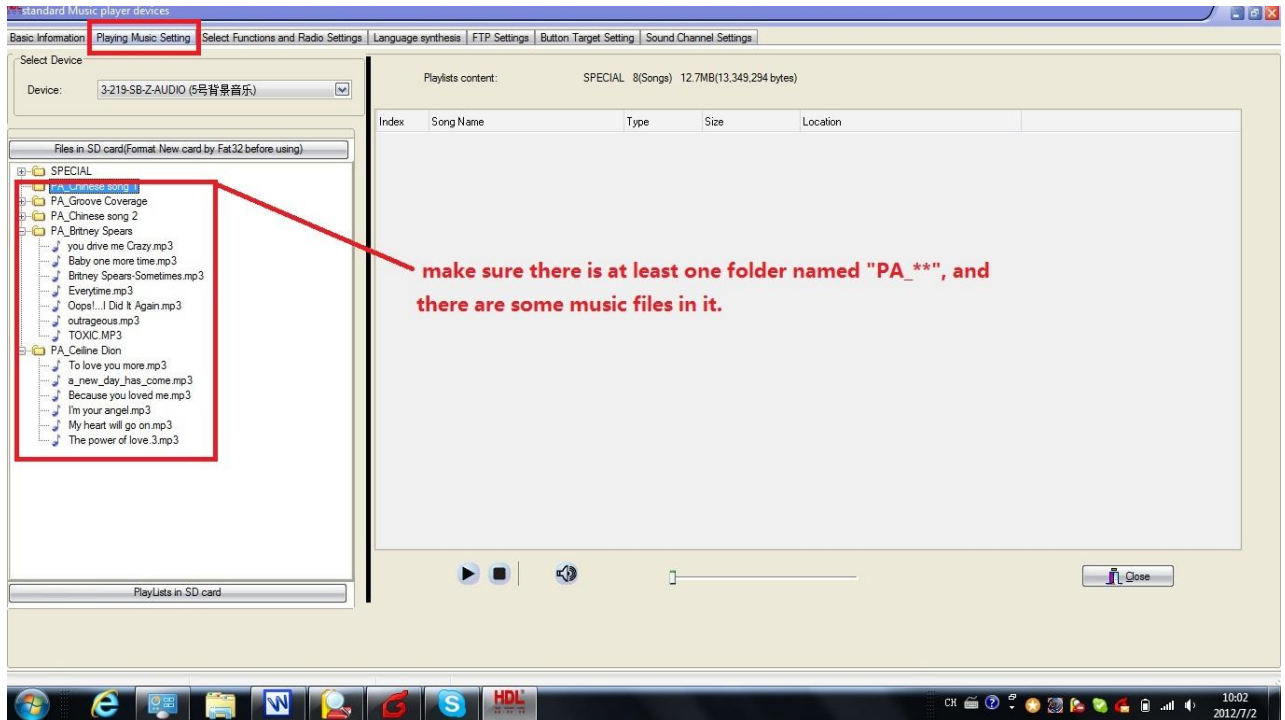 HDL standard Music player devices
Basic Information Playing Music Setting Select Functions and Radio Settings Language synthesis FTP Settings Button Target Setting Sound Channel Settings
Select Device
Device: 3-219-SB-Z-AUDIO (5号背景音乐)
Files in SD card(Format New card by Fat32 before using)
SPECIAL
PA_Chinese song 1
PA_Groove Coverage
PA_Chinese song 2
PA_Britney Spears
you drive me Crazy.mp3
Baby one more time.mp3
Britney Spears-Sometimes.mp3
Everytime.mp3
Oops!...I Did It Again.mp3
outrageous.mp3
TOXIC.MP3
PA_Ceiline Dion
To love you more.mp3
a_new_day_has_come.mp3
Because you loved me.mp3
I'm your angel.mp3
My heart will go on.mp3
The power of love.3.mp3
PlayLists in SD card
Playlists content: SPECIAL 8(Songs) 12.7MB(13,349,294 bytes)
Index Song Name Type Size Location
make sure there is at least one folder named "PA_**", and
there are some music files in it.
Close
HDL
CH
10:02
2012/7/2